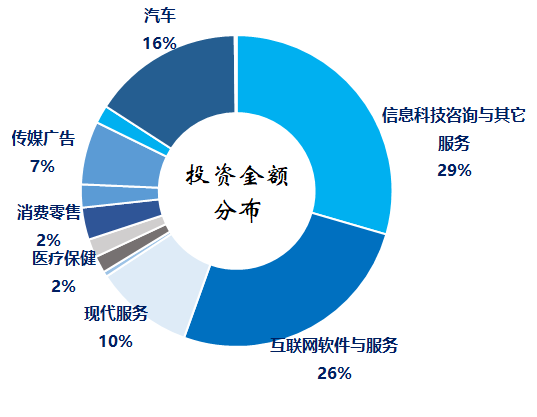 汽车
16%
信息科技咨询与其它
服务
29%
传媒广告
7%
投资金额
分布
消费零售
2%
医疗保健
2%
现代服务
10%
互联网软件与服务
26%